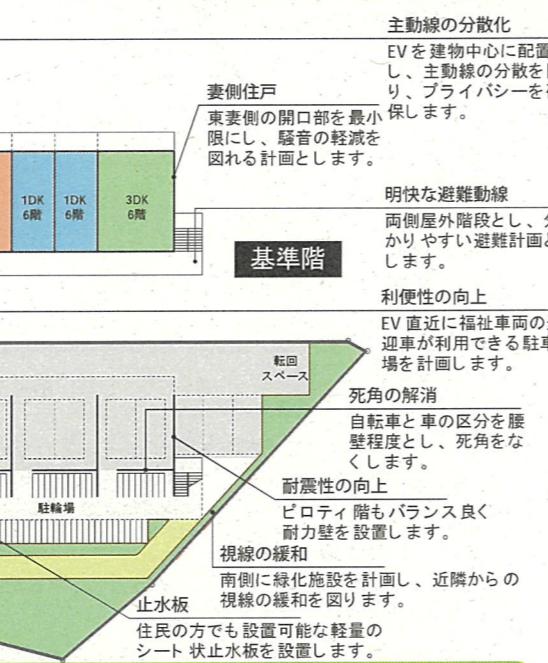 主動線の分散化
EVを建物中心に配置
し、主動線の分散を
り、プライバシーを
保します。
妻側住戸
東妻側の開口部を最小
限にし、騒音の軽減を
図れる計画とします。
1DK
6階
1DK
6階
3DK
6階
明快な避難動線
両側屋外階段とし、
かりやすい避難計画
します。
基準階
利便性の向上
EV直近に福祉車両の
迎車が利用できる駐車
場を計画します。
転回
スペース
死角の解消
自転車と車の区分を腰
壁程度とし、死角をな
くします。
耐震性の向上
ピロティ階もバランス良く
耐力壁を設置します。
駐輪場
視線の緩和
南側に緑化施設を計画し、近隣からの
視線の緩和を図ります。
止水板
住民の方でも設置可能な軽量の
シート状止水板を設置します。